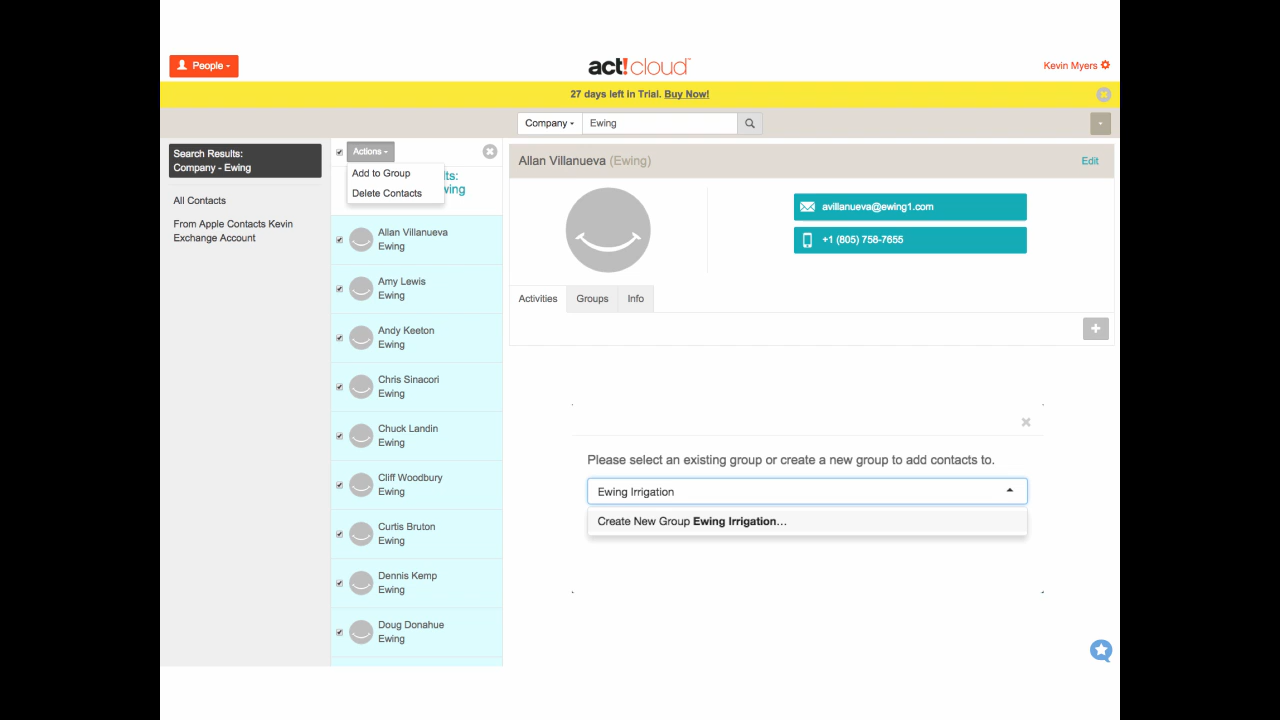 People
act!cloud™
Kevin Myers
27 days left in Trial. Buy Now!
Company
Ewing
Search Results:
Company - Ewing
All Contacts
From Apple Contacts Kevin
Exchange Account
Actions
Add to Group
Delete Contacts
lts:
wing
Allan Villanueva
Ewing
Amy Lewis
Ewing
Andy Keeton
Ewing
Chris Sinacori
Ewing
Chuck Landin
Ewing
Cliff Woodbury
Ewing
Curtis Bruton
Ewing
Dennis Kemp
Ewing
Doug Donahue
Ewing
Allan Villanueva (Ewing)
Edit
avillanueva@ewing1.com
+1 (805) 758-7655
Activities
Groups
Info
Please select an existing group or create a new group to add contacts to.
Ewing Irrigation
Create New Group Ewing Irrigation...